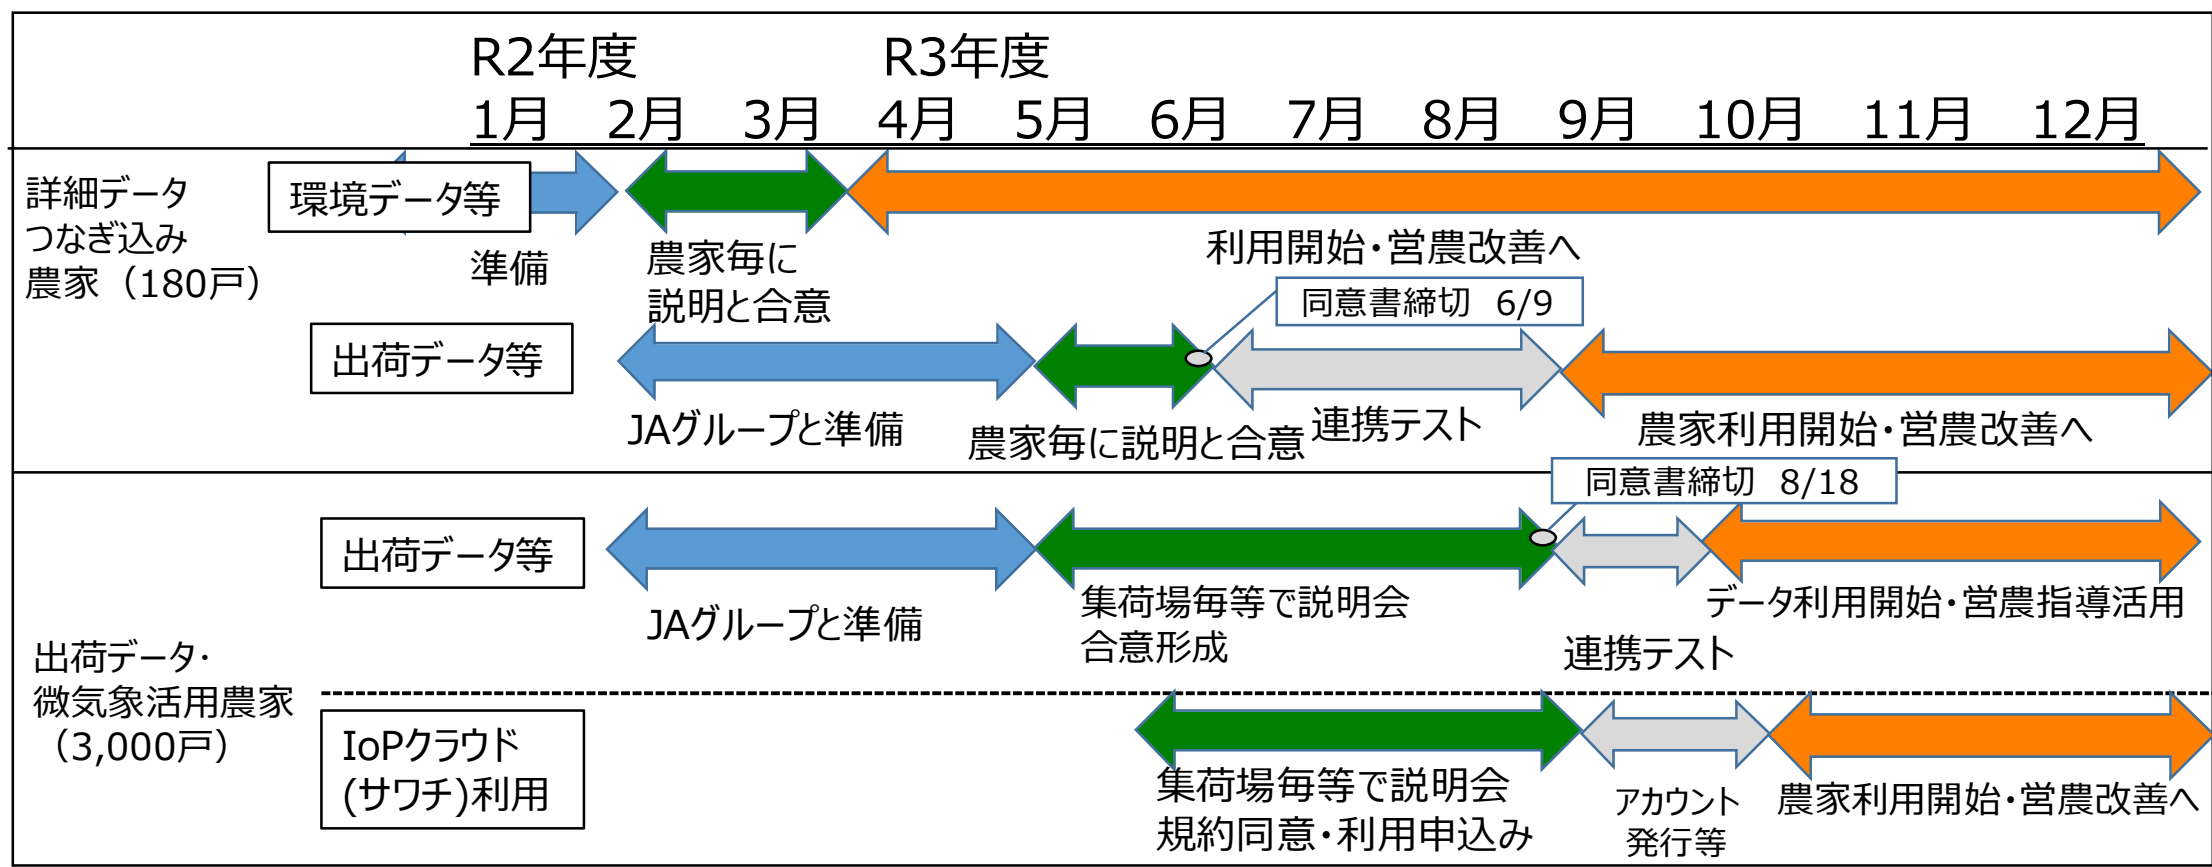 R2年度 R3年度
1月 2月 3月 4月 5月 6月 7月 8月 9月 10月 11月 12月
詳細データ
つなぎ込み
農家（180戸）
環境データ等
準備
農家毎に
説明と合意
利用開始・営農改善へ
同意書締切 6/9
出荷データ等
JAグループと準備
農家毎に説明と合意
連携テスト
農家利用開始・営農改善へ
同意書締切 8/18
出荷データ・
微気象活用農家
（3,000戸）
出荷データ等
JAグループと準備
集荷場毎等で説明会
合意形成
連携テスト
データ利用開始・営農指導活用
IoPクラウド
(サワチ)利用
集荷場毎等で説明会
規約同意・利用申込み
アカウント
発行等
農家利用開始・営農改善へ